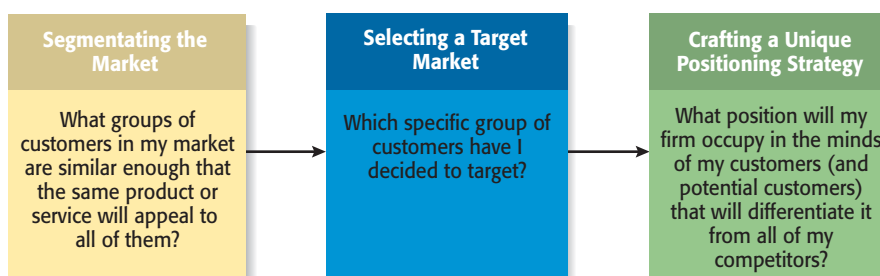 Segmentating the
Market
What groups of
customers in my market
are similar enough that
the same product or
service will appeal to
all of them?
Selecting a Target
Market
Which specific group of
customers have I
decided to target?
Crafting a Unique
Positioning Strategy
What position will my
firm occupy in the minds
of my customers (and
potential customers)
that will differentiate it
from all of my
competitors?